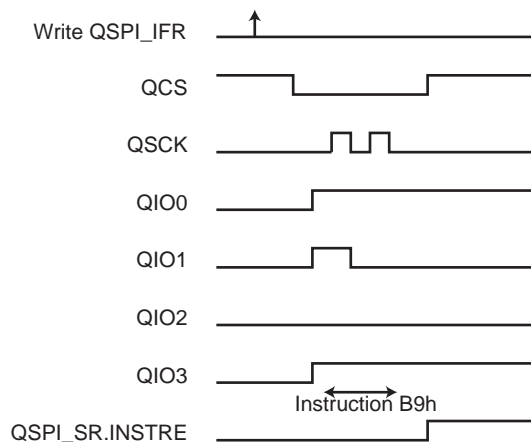 Write QSPI_IFR
QCS
QSCK
QIO0
QIO1
QIO2
QIO3
Instruction B9h
QSPI_SR.INSTRE